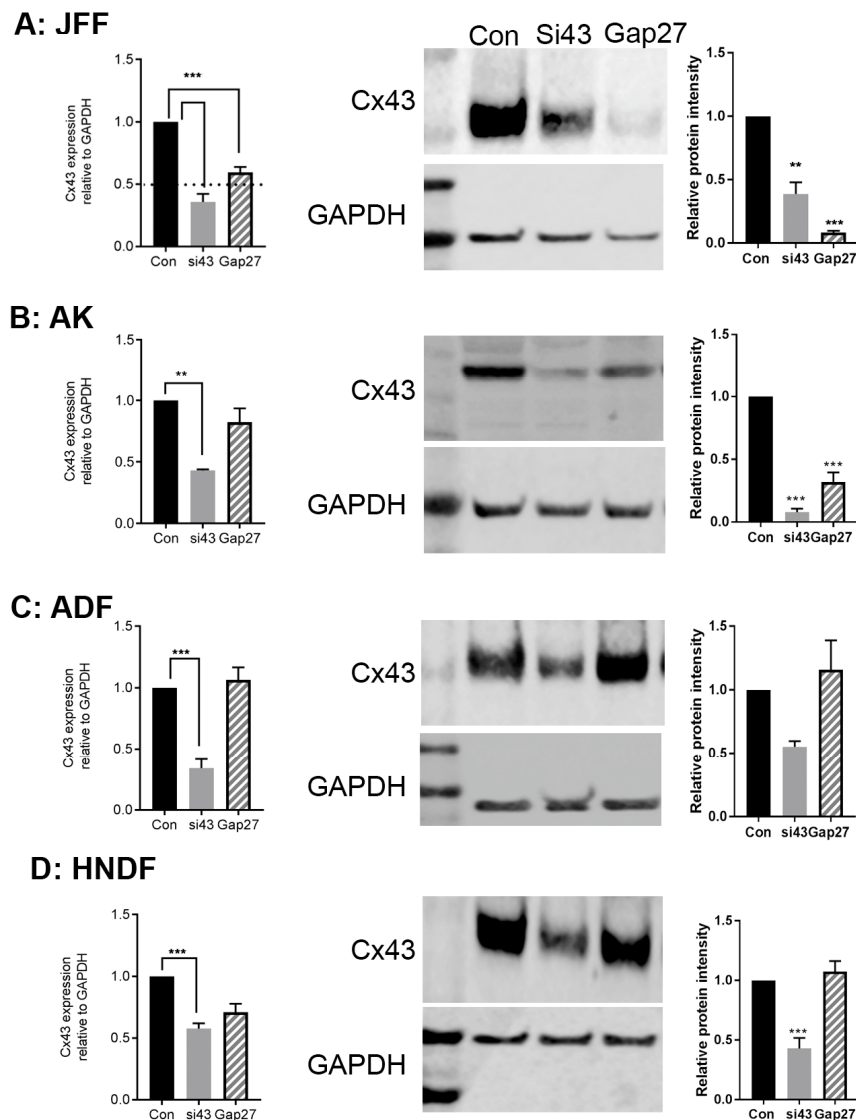 A: JFF
Cx43 expression
relative to GAPDH
1.5
1.0
0.5
0.0
***
Con si43 Gap27
Con Si43 Gap27
Cx43
GAPDH
Relative protein intensity
1.5
1.0
0.5
0.0
**
***
Con si43 Gap27
B: AK
Cx43 expression
relative to GAPDH
1.5
1.0
0.5
0.0
**
Con si43 Gap27
Cx43
GAPDH
Relative protein intensity
1.5
1.0
0.5
0.0
***
***
Con si43Gap27
C: ADF
Cx43 expression
relative to GAPDH
1.5
1.0
0.5
0.0
***
Con si43 Gap27
Cx43
GAPDH
Relative protein intensity
1.5
1.0
0.5
0.0
Con si43Gap27
D: HNDF
Cx43 expression
relative to GAPDH
1.5
1.0
0.5
0.0
***
Con si43 Gap27
Cx43
GAPDH
Relative protein intensity
1.5
1.0
0.5
0.0
***
Con si43 Gap27